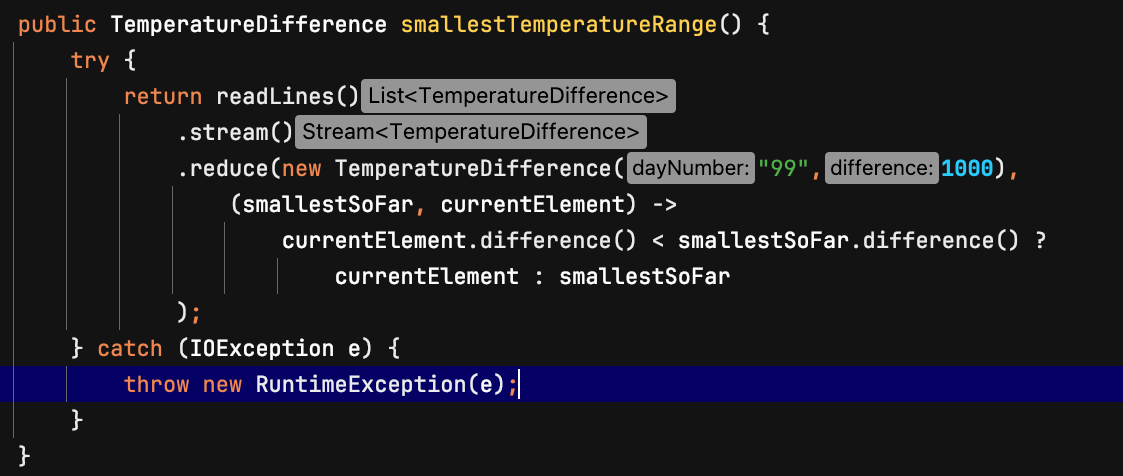 public TemperatureDifference smallestTemperatureRange() {
try {
return readLines() List<TemperatureDifference>
.stream() Stream<TemperatureDifference>
.reduce(new TemperatureDifference( dayNumber: "99", difference: 1000),
(smallestSoFar, currentElement) ->
currentElement.difference() < smallestSoFar.difference() ?
currentElement : smallestSoFar
);
} catch (IOException e) {
throw new RuntimeException(e);
}
}